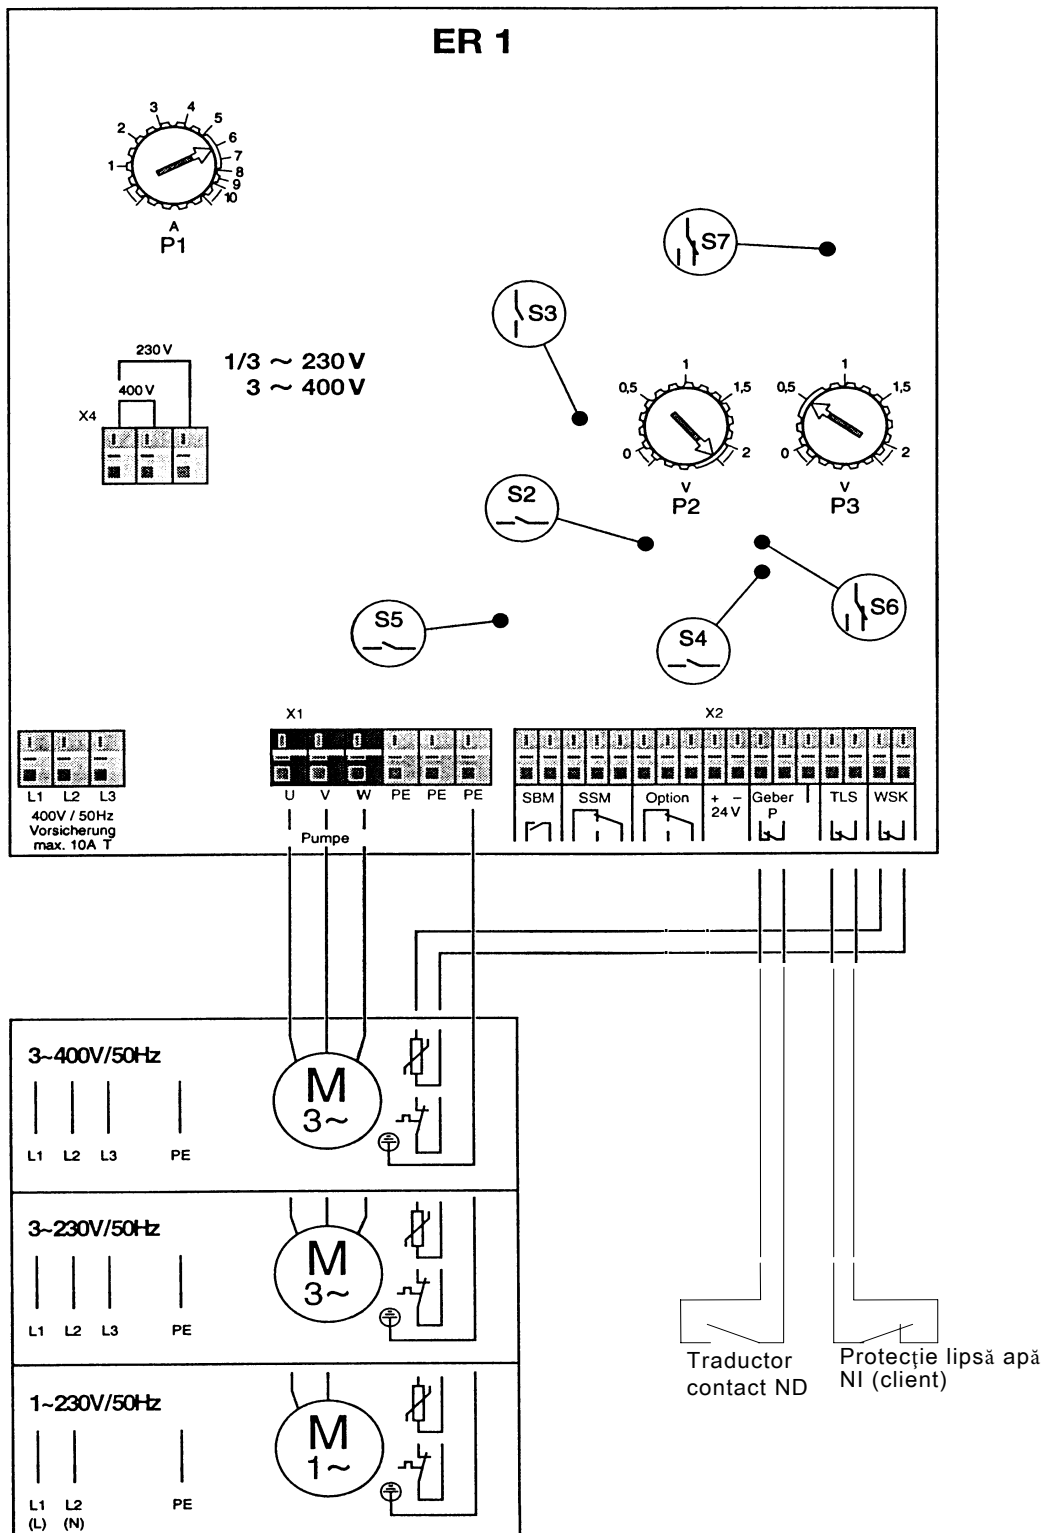 ER 1
1 2 3 4 5 6 7 8 9 10
A
P1
S7
S3
230 V
400 V
X4
1/3 ~ 230 V
3 ~ 400 V
0 0,5 1 1,5 2
V
P2
0 0,5 1 1,5 2
V
P3
S2
S6
S5
S4
X1
X2
L1 L2 L3
400V / 50Hz
Vorsicherung
max. 10A T
U V W PE PE PE
Pumpe
SBM SSM Option + − Geber TLS WSK
24 V P
3~400V/50Hz
M
3~
L1 L2 L3 PE
3~230V/50Hz
M
3~
L1 L2 L3 PE
1~230V/50Hz
M
1~
L1 L2 PE
(L) (N)
Traductor
contact ND
Protecţie lipsă apă
NI (client)